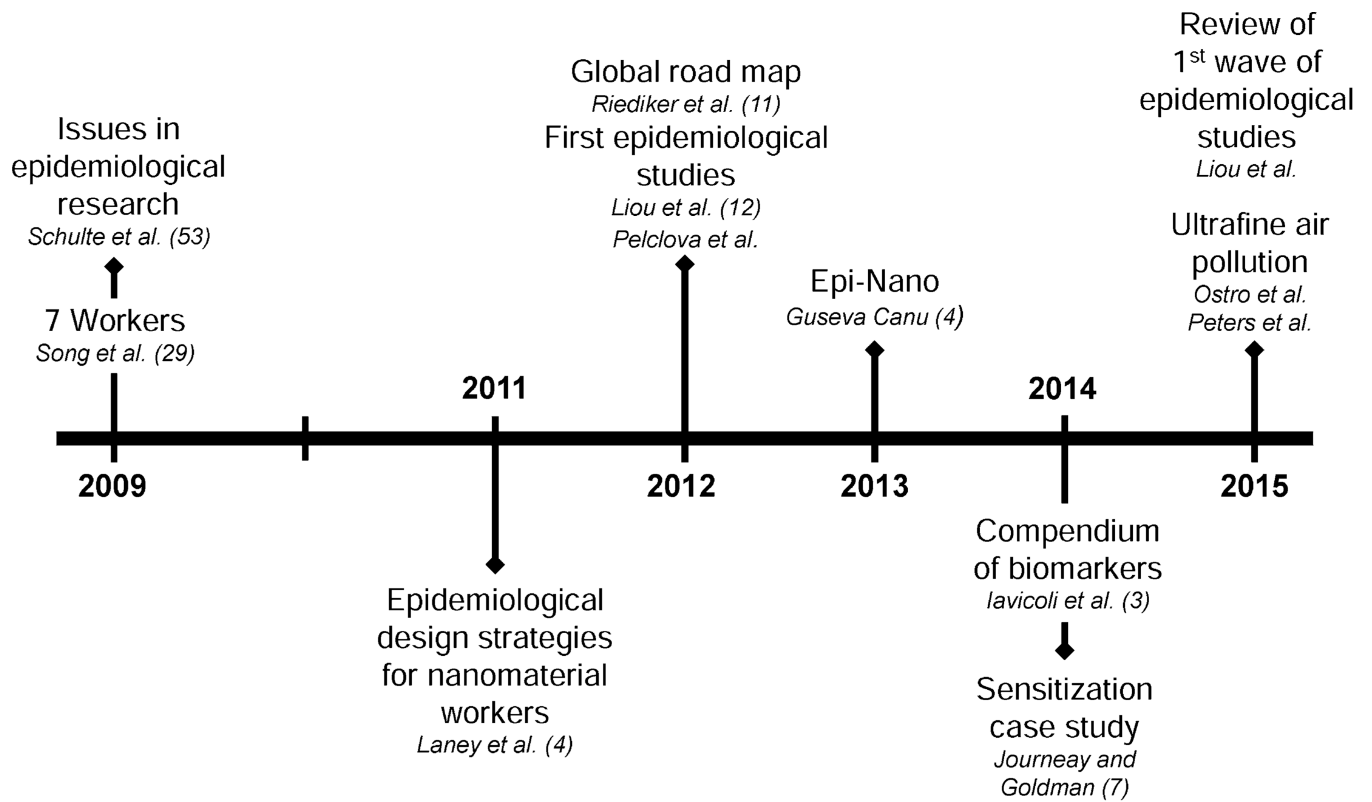 Issues in
epidemiological
research
Schulte et al. (53)
7 Workers
Song et al. (29)
2009
2011
Epidemiological
design strategies
for nanomaterial
workers
Laney et al. (4)
Global road map
Riediker et al. (11)
First epidemiological
studies
Liou et al. (12)
Pelclova et al.
2012
Epi-Nano
Guseva Canu (4)
2013
2014
Compendium
of biomarkers
Iavicoli et al. (3)
Sensitization
case study
Journeay and
Goldman (7)
Review of
1st wave of
epidemiological
studies
Liou et al.
Ultrafine air
pollution
Ostro et al.
Peters et al.
2015